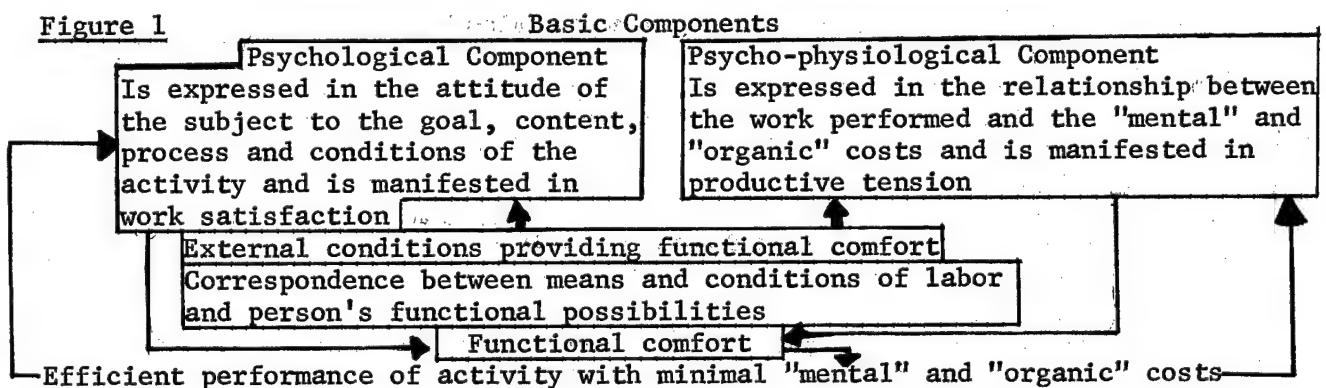 Figure 1
Basic Components
Psychological Component
Is expressed in the attitude of
the subject to the goal, content,
process and conditions of the
activity and is manifested in
work satisfaction
Psycho-physiological Component
Is expressed in the relationship between
the work performed and the "mental" and
"organic" costs and is manifested in
productive tension
External conditions providing functional comfort
Correspondence between means and conditions of labor
and person's functional possibilities
Functional comfort
Efficient performance of activity with minimal "mental" and "organic" costs